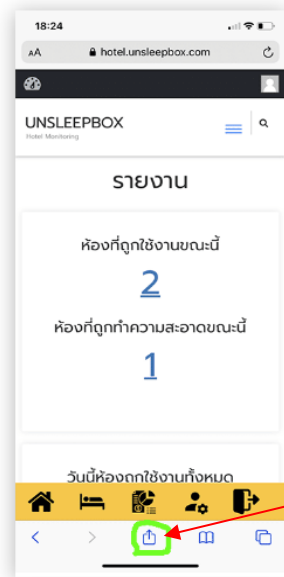 18:24
AA hotel.unsleepbox.com
UNSLEEPBOX
Hotel Monitoring
รายงาน
ห้องที่ถูกใช้งานขณะนี้
2
ห้องที่ถูกทำความสะอาดขณะนี้
1
วันนี้ห้องถูกใช้งานทั้งหมด